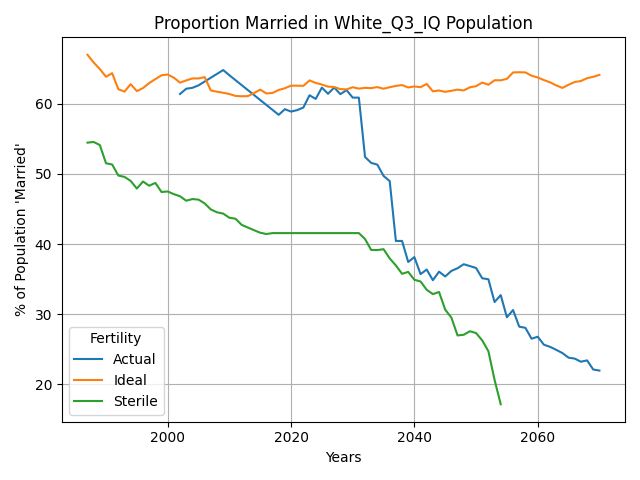 Proportion Married in White_Q3_IQ Population
% of Population 'Married'
60
50
40
30
20
Fertility
Actual
Ideal
Sterile
2000 2020 2040 2060
Years